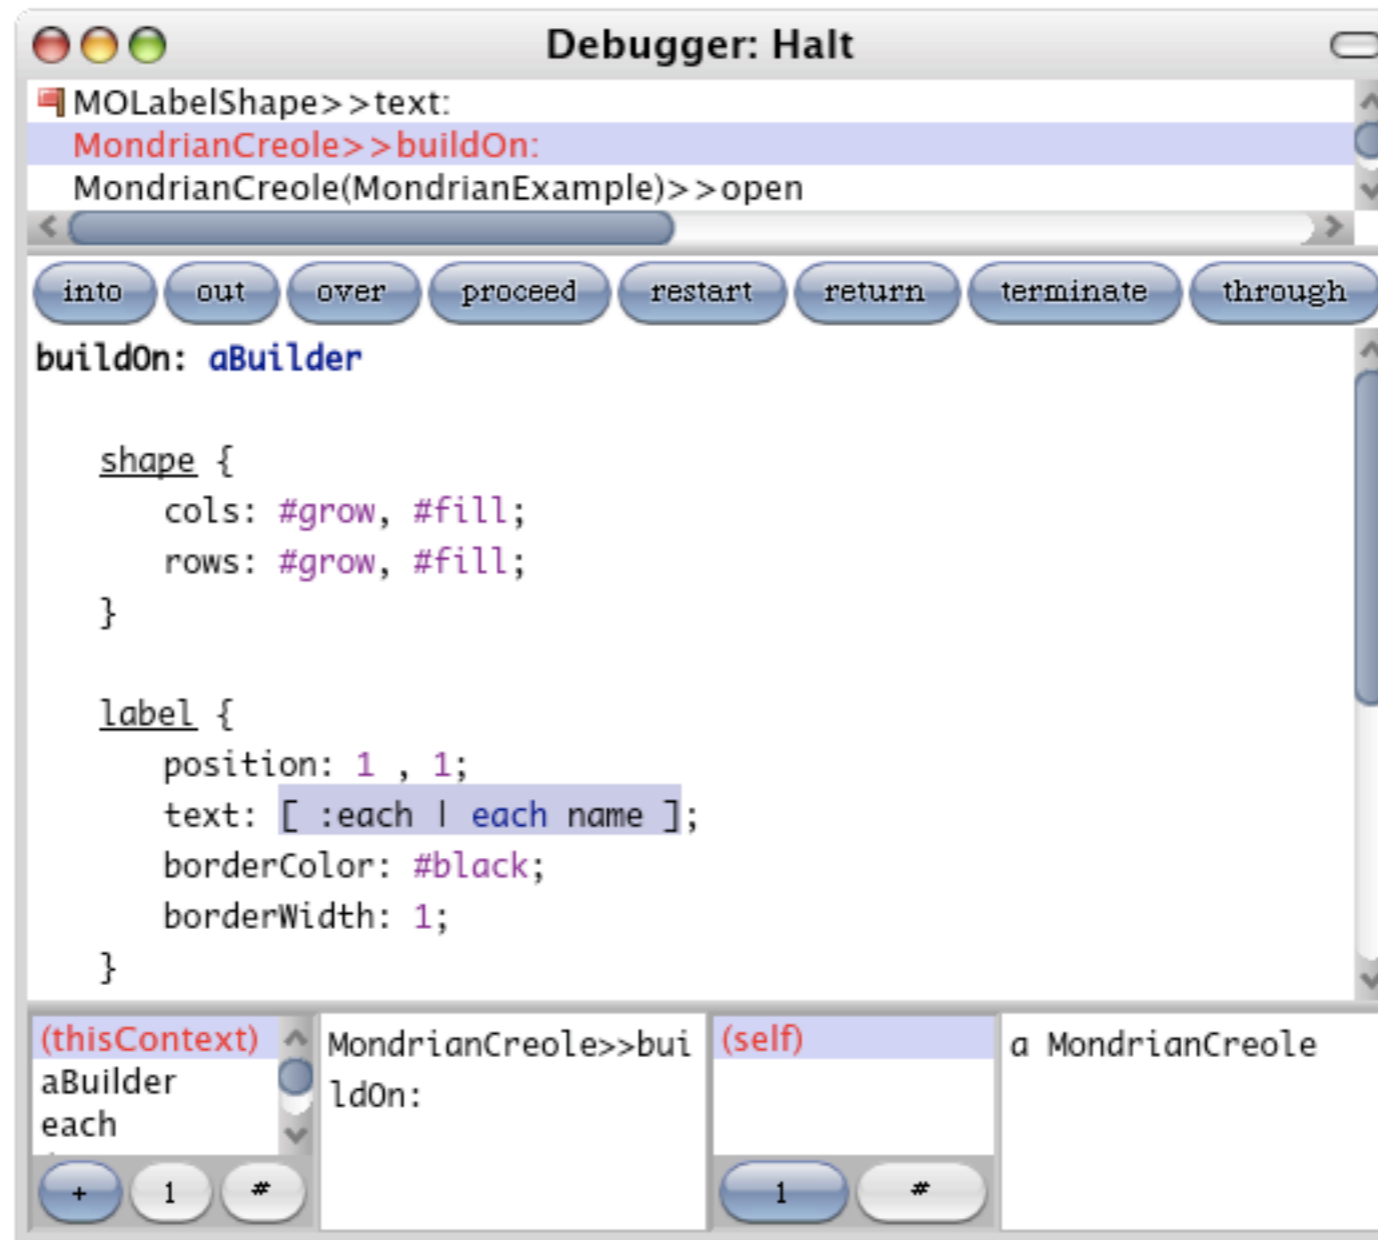 Debugger: Halt
MOLabelShape>>text:
MondrianCreole>>buildOn:
MondrianCreole(MondrianExample)>>open
into out over proceed restart return terminate through
buildOn: aBuilder
shape {
cols: #grow, #fill;
rows: #grow, #fill;
}
label {
position: 1 , 1;
text: [ :each | each name ];
borderColor: #black;
borderWidth: 1;
}
(thisContext)
aBuilder
each
+ 1 #
MondrianCreole>>bui
ldOn:
(self)
1 #
a MondrianCreole